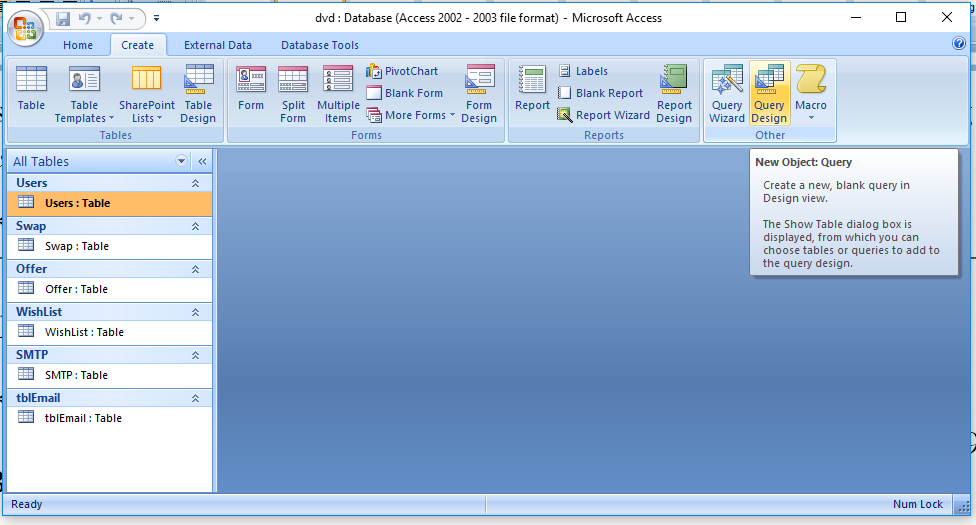 dvd : Database (Access 2002 - 2003 file format) - Microsoft Access
Home Create External Data Database Tools
Table
Table Templates
SharePoint Lists
Table Design
Tables
Form
Split Form
Multiple Items
PivotChart
Blank Form
More Forms
Form Design
Forms
Report
Labels
Blank Report
Report Wizard
Report Design
Reports
Query Wizard
Query Design
Macro
Other
All Tables
Users
Users : Table
Swap
Swap : Table
Offer
Offer : Table
WishList
WishList : Table
SMTP
SMTP : Table
tblEmail
tblEmail : Table
New Object: Query
Create a new, blank query in
Design view.
The Show Table dialog box is
displayed, from which you can
choose tables or queries to add to
the query design.
Ready
Num Lock